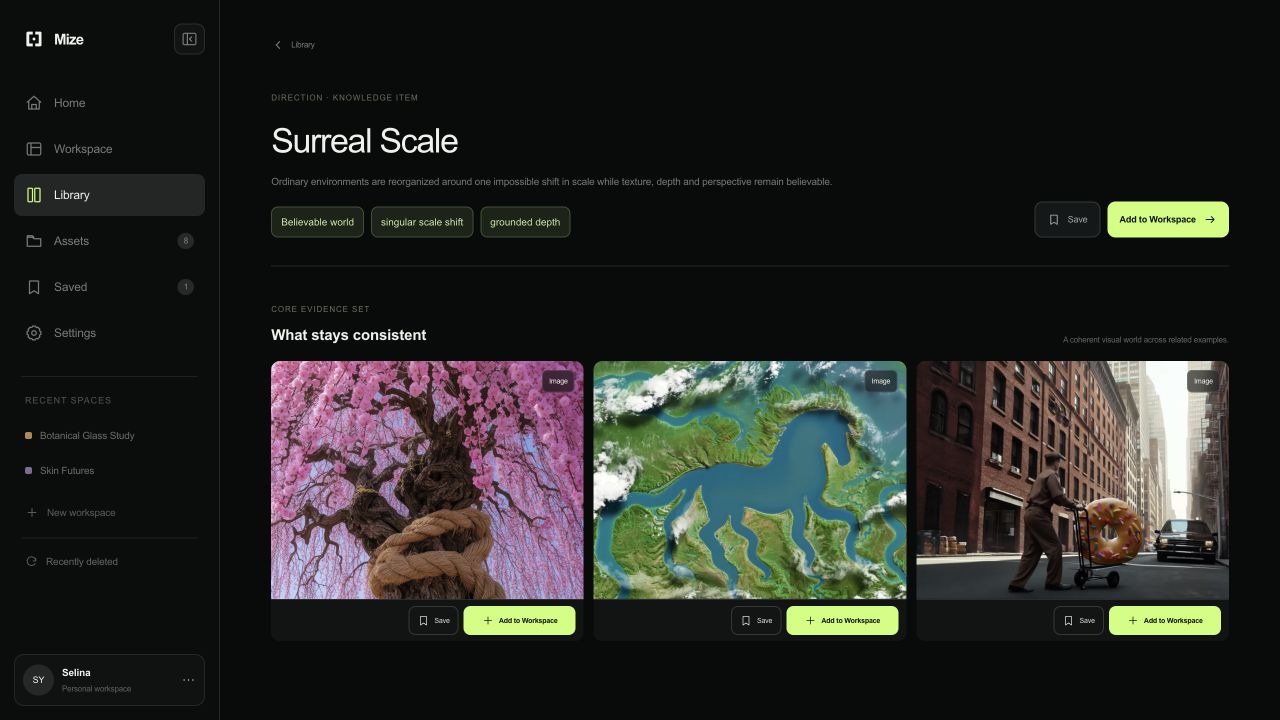 Mize
Home
Workspace
Library
Assets
8
Saved
1
Settings
RECENT SPACES
Botanical Glass Study
Skin Futures
New workspace
Recently deleted
SY
Selina
Personal workspace
Library
DIRECTION · KNOWLEDGE ITEM
Surreal Scale
Ordinary environments are reorganized around one impossible shift in scale while texture, depth and perspective remain believable.
Believable world
singular scale shift
grounded depth
Save
Add to Workspace
CORE EVIDENCE SET
What stays consistent
A coherent visual world across related examples.
Image
Image
Image
Save
Add to Workspace
Save
Add to Workspace
Save
Add to Workspace